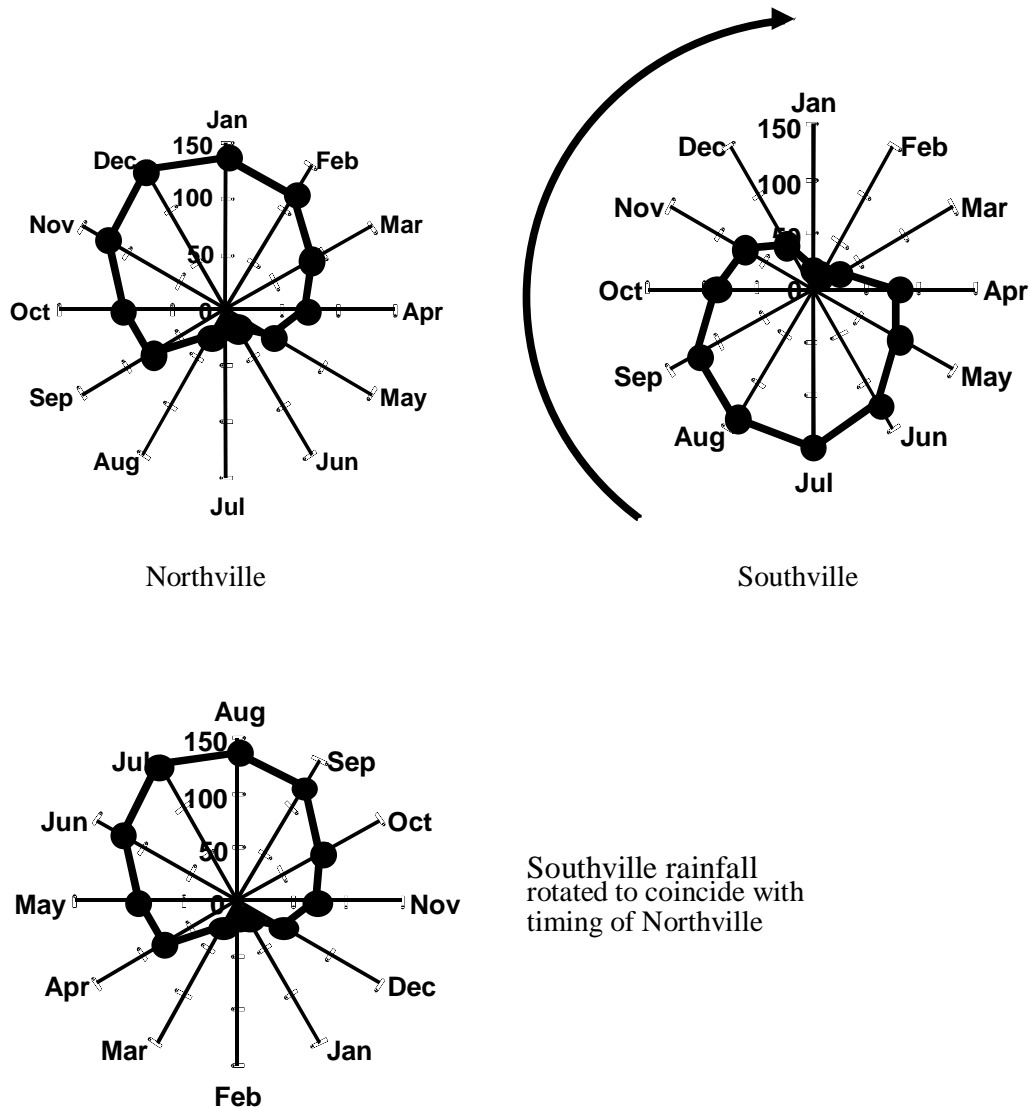 Jan
150
Dec
Feb
100
Nov
Mar
50
Oct
0
Apr
Sep
May
Aug
Jun
Jul
Northville
Jan
150
Dec
Feb
100
Nov
Mar
50
Oct
0
Apr
Sep
May
Aug
Jun
Jul
Southville
Aug
150
Jul
Sep
100
Jun
Oct
50
May
0
Nov
Apr
Dec
Mar
Jan
Feb
Southville rainfall
rotated to coincide with
timing of Northville